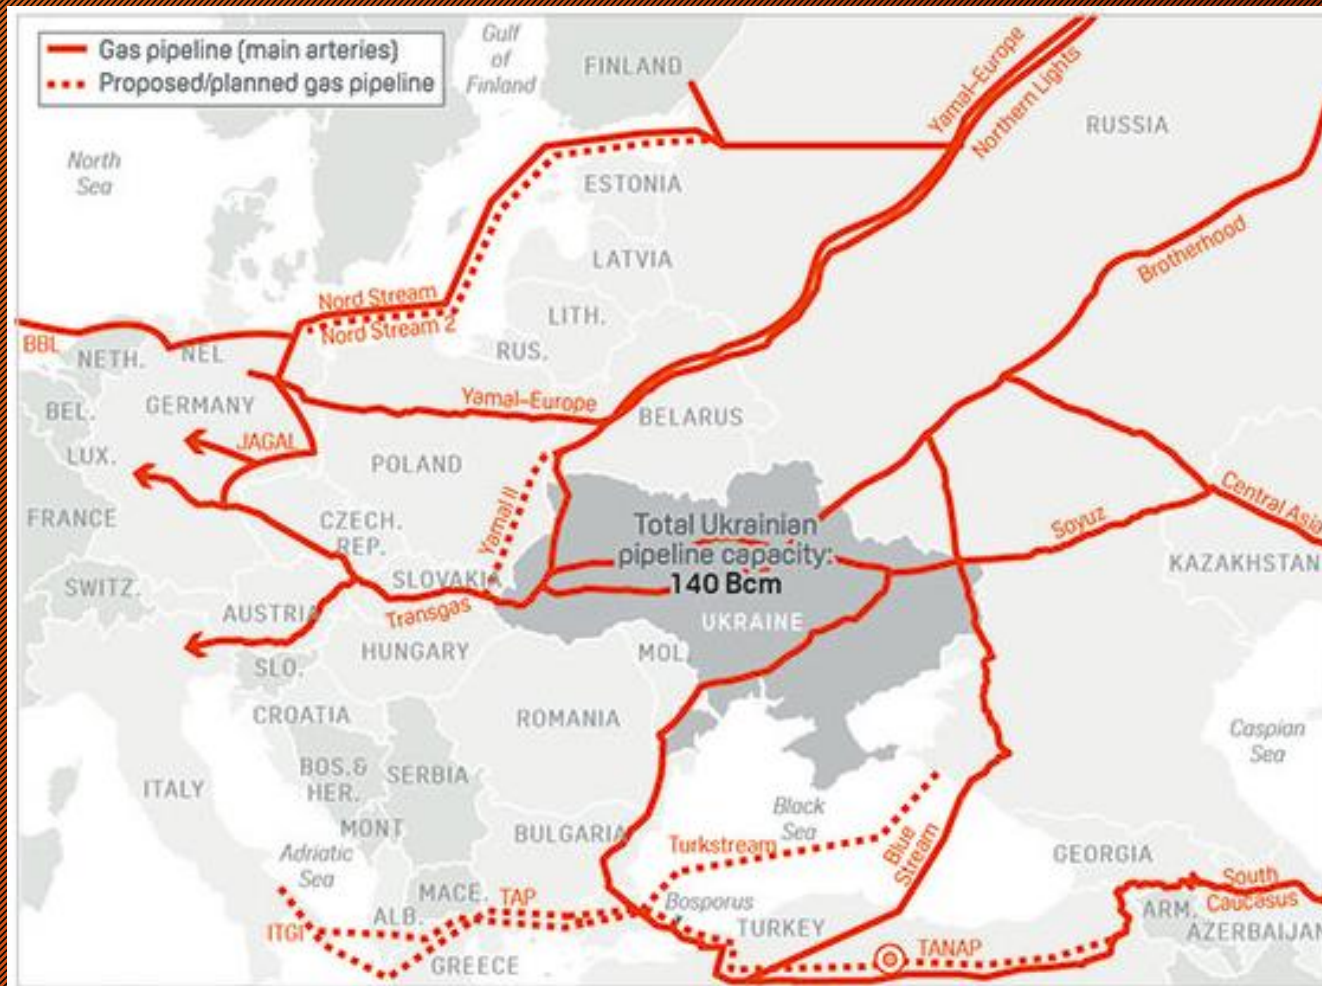 Gas pipeline (main arteries)
Proposed/planned gas pipeline
Gulf
of
Finland
FINLAND
Yamal–Europe
Northern Lights
RUSSIA
North
Sea
ESTONIA
LATVIA
Brotherhood
Nord Stream
Nord Stream 2
LITH.
RUS.
BBL
NETH.
NEL
Yamal–Europe
BELARUS
BEL.
GERMANY
JAGAL
LUX.
POLAND
Yamal II
Central Asia
FRANCE
CZECH.
REP.
Total Ukrainian
pipeline capacity:
140 Bcm
Soyuz
KAZAKHSTAN
SWITZ.
SLOVAKIA
AUSTRIA
Transgas
UKRAINE
HUNGARY
MOL
SLO.
CROATIA
ROMANIA
Caspian
Sea
BOS.&
HER.
SERBIA
ITALY
Black
Sea
MONT
BULGARIA
Turkstream
Blue
Stream
GEORGIA
Adriatic
Sea
MACE.
TAP
Bosporus
South
Caucasus
ALB.
ARM.
ITGI
TURKEY
AZERBAIJAN
GREECE
TANAP